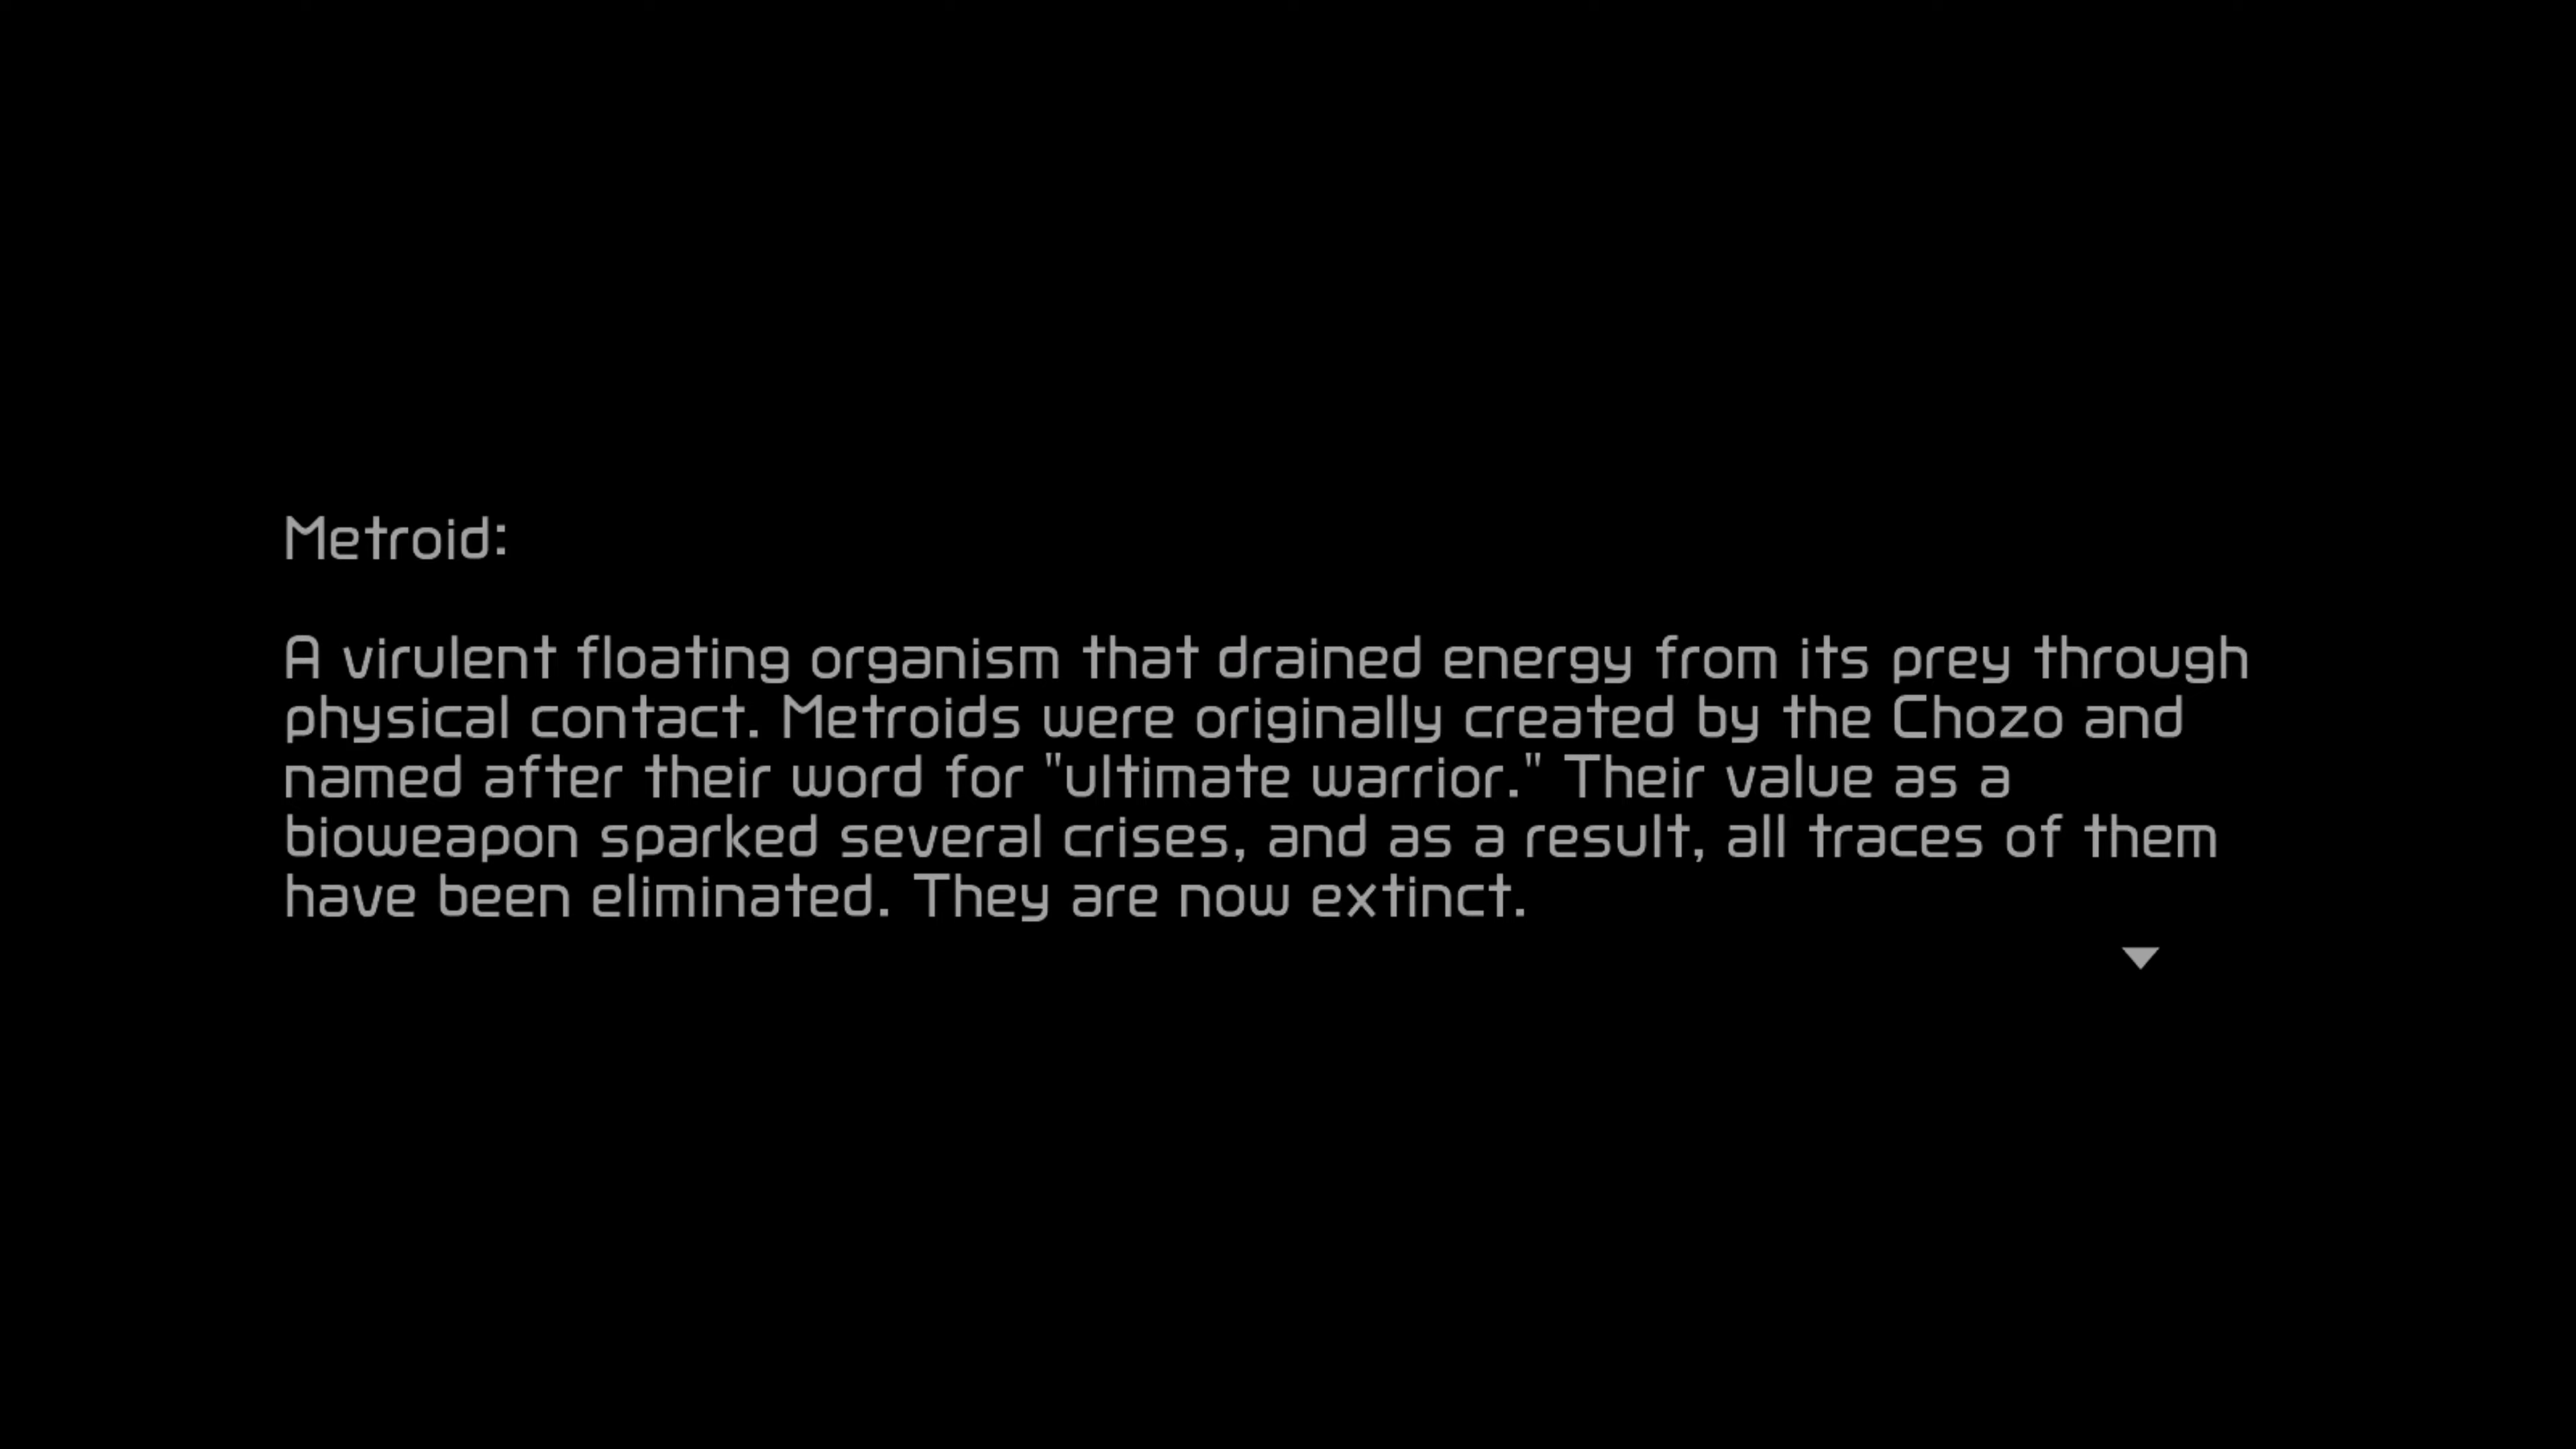 Metroid:
A virulent floating organism that drained energy from its prey through
physical contact. Metroids were originally created by the Chozo and
named after their word for "ultimate warrior." Their value as a
bioweapon sparked several crises, and as a result, all traces of them
have been eliminated. They are now extinct.